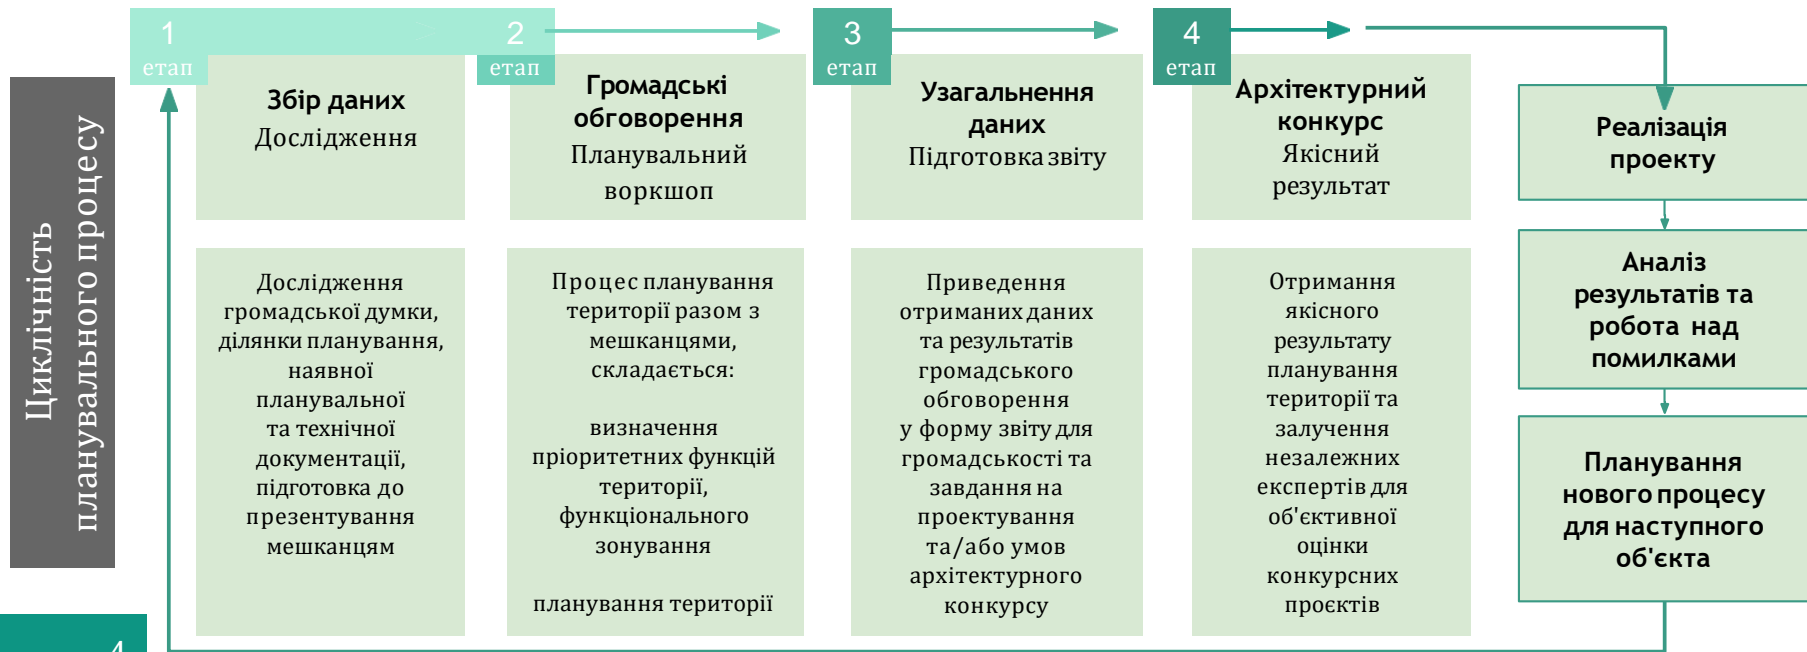 Циклічність
планувального процесу
1
етап
Збір даних
Дослідження
Дослідження
громадської думки,
ділянки планування,
наявної
планувальної
та технічної
документації,
підготовка до
презентування
мешканцям
2
етап
Громадські
обговорення
Планувальний
воркшоп
Процес планування
території разом з
мешканцями,
складається:
визначення
пріоритетних функцій
території,
функціонального
зонування
планування території
3
етап
Узагальнення
даних
Підготовка звіту
Приведення
отриманих даних
та результатів
громадського
обговорення
у форму звіту для
громадськості та
завдання на
проектування
та/або умов
архітектурного
конкурсу
4
етап
Архітектурний
конкурс
Якісний
результат
Отримання
якісного
результату
планування
території та
залучення
незалежних
експертів для
об'єктивної
оцінки
конкурсних
проєктів
Реалізація
проекту
Аналіз
результатів та
робота над
помилками
Планування
нового процесу
для наступного
об'єкта
4